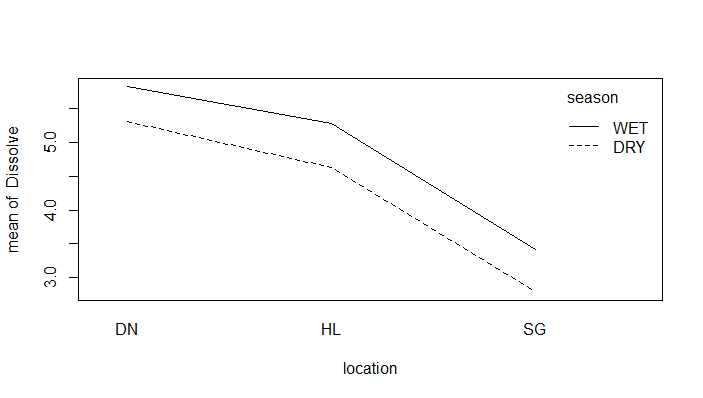 mean of Dissolve
5.0
4.0
3.0
season
WET
DRY
DN HL SG
location